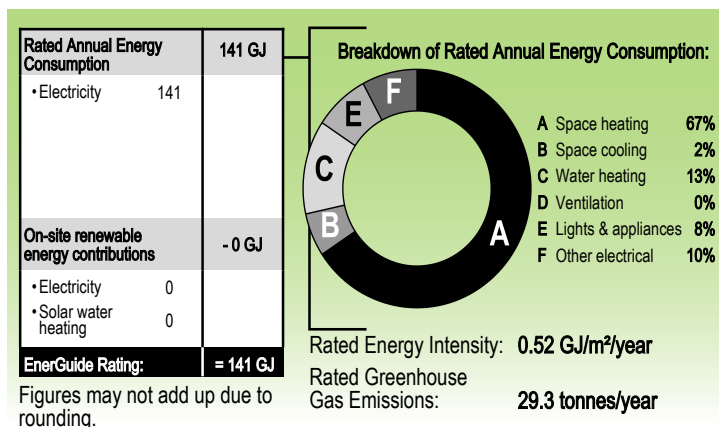 Rated Annual Energy Consumption 141 GJ
• Electricity 141
On-site renewable energy contributions - 0 GJ
• Electricity 0
• Solar water heating 0
EnerGuide Rating: = 141 GJ
Figures may not add up due to
rounding.
Breakdown of Rated Annual Energy Consumption:
F
E
C
B
A
A Space heating 67%
B Space cooling 2%
C Water heating 13%
D Ventilation 0%
E Lights & appliances 8%
F Other electrical 10%
Rated Energy Intensity: 0.52 GJ/m²/year
Rated Greenhouse
Gas Emissions: 29.3 tonnes/year